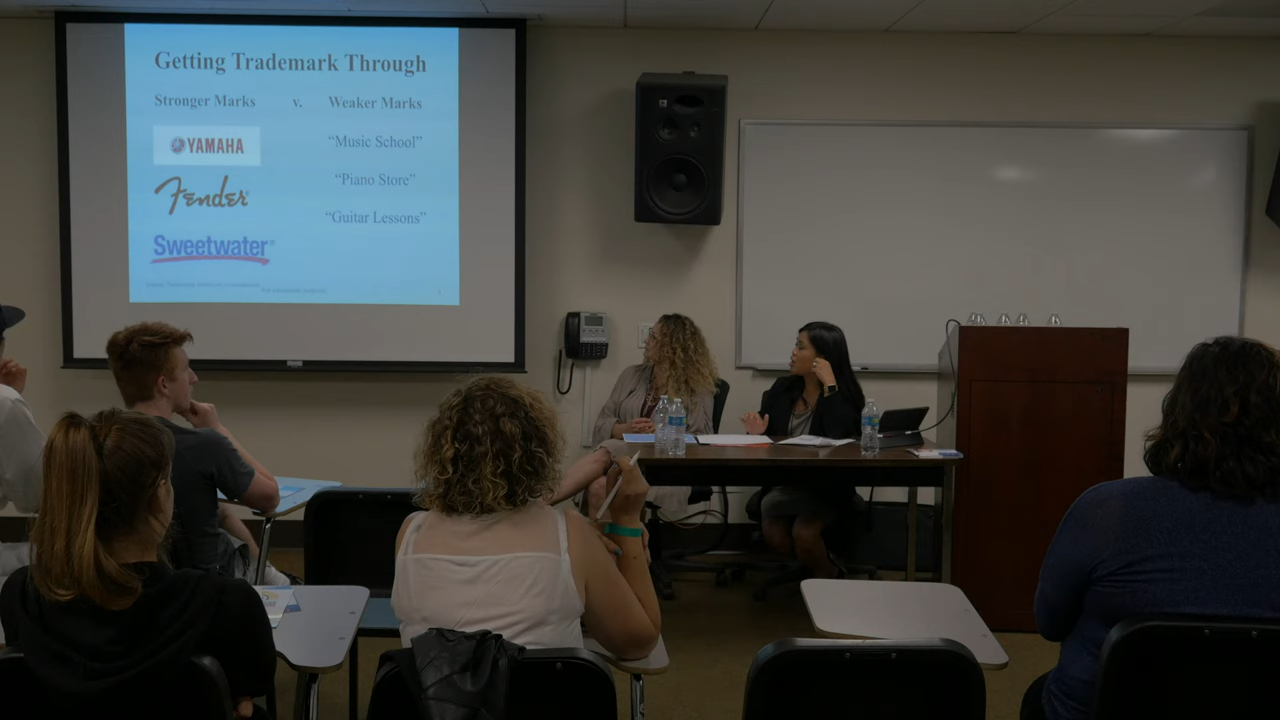 Getting Trademark Through
Stronger Marks v. Weaker Marks
YAMAHA
"Music School"
Fender
"Piano Store"
"Guitar Lessons"
Sweetwater